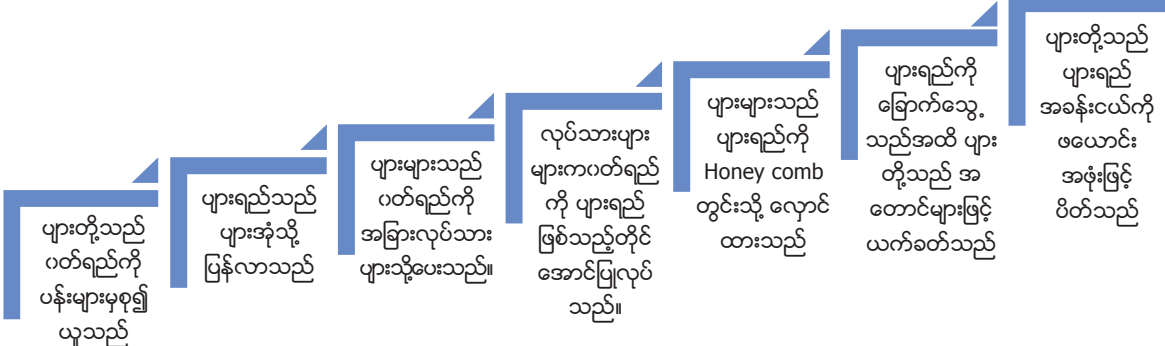 ပျားတို့သည်
ဝတ်ရည်ကို
ပန်းများမှစု၍
ယူသည်
ပျားရည်သည်
ပျားအုံသို့
ပြန်လာသည်
ပျားများသည်
ဝတ်ရည်ကို
အခြားလုပ်သား
ပျားသို့ပေးသည်။
လုပ်သားပျား
များကဝတ်ရည်
ကို ပျားရည်
ဖြစ်သည့်တိုင်
အောင်ပြုလုပ်
သည်။
ပျားများသည်
ပျားရည်ကို
Honey comb
တွင်းသို့ လှောင်
ထားသည်
ပျားရည်ကို
ခြောက်သွေ့
သည်အထိ ပျား
တို့သည် အ
တောင်များဖြင့်
ယက်ခတ်သည်
ပျားတို့သည်
ပျားရည်
အခန်းငယ်ကို
ဖယောင်း
အဖုံးဖြင့်
ပိတ်သည်